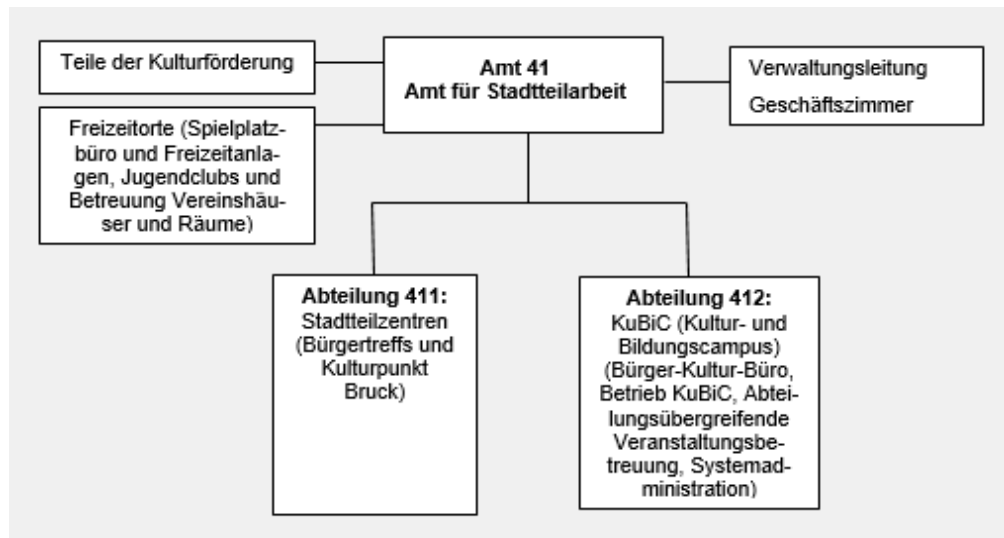 Teile der Kulturförderung
Amt 41
Amt für Stadtteilarbeit
Verwaltungsleitung
Geschäftszimmer
Freizeitorte (Spielplatz-
büro und Freizeitanla-
gen, Jugendclubs und
Betreuung Vereinshäu-
ser und Räume)
Abteilung 411:
Stadtteilzentren
(Bürgertreffs und
Kulturpunkt
Bruck)
Abteilung 412:
KuBiC (Kultur- und
Bildungscampus)
(Bürger-Kultur-Büro,
Betrieb KuBiC, Abtei-
lungsübergreifende
Veranstaltungsbe-
treuung, Systemad-
ministration)